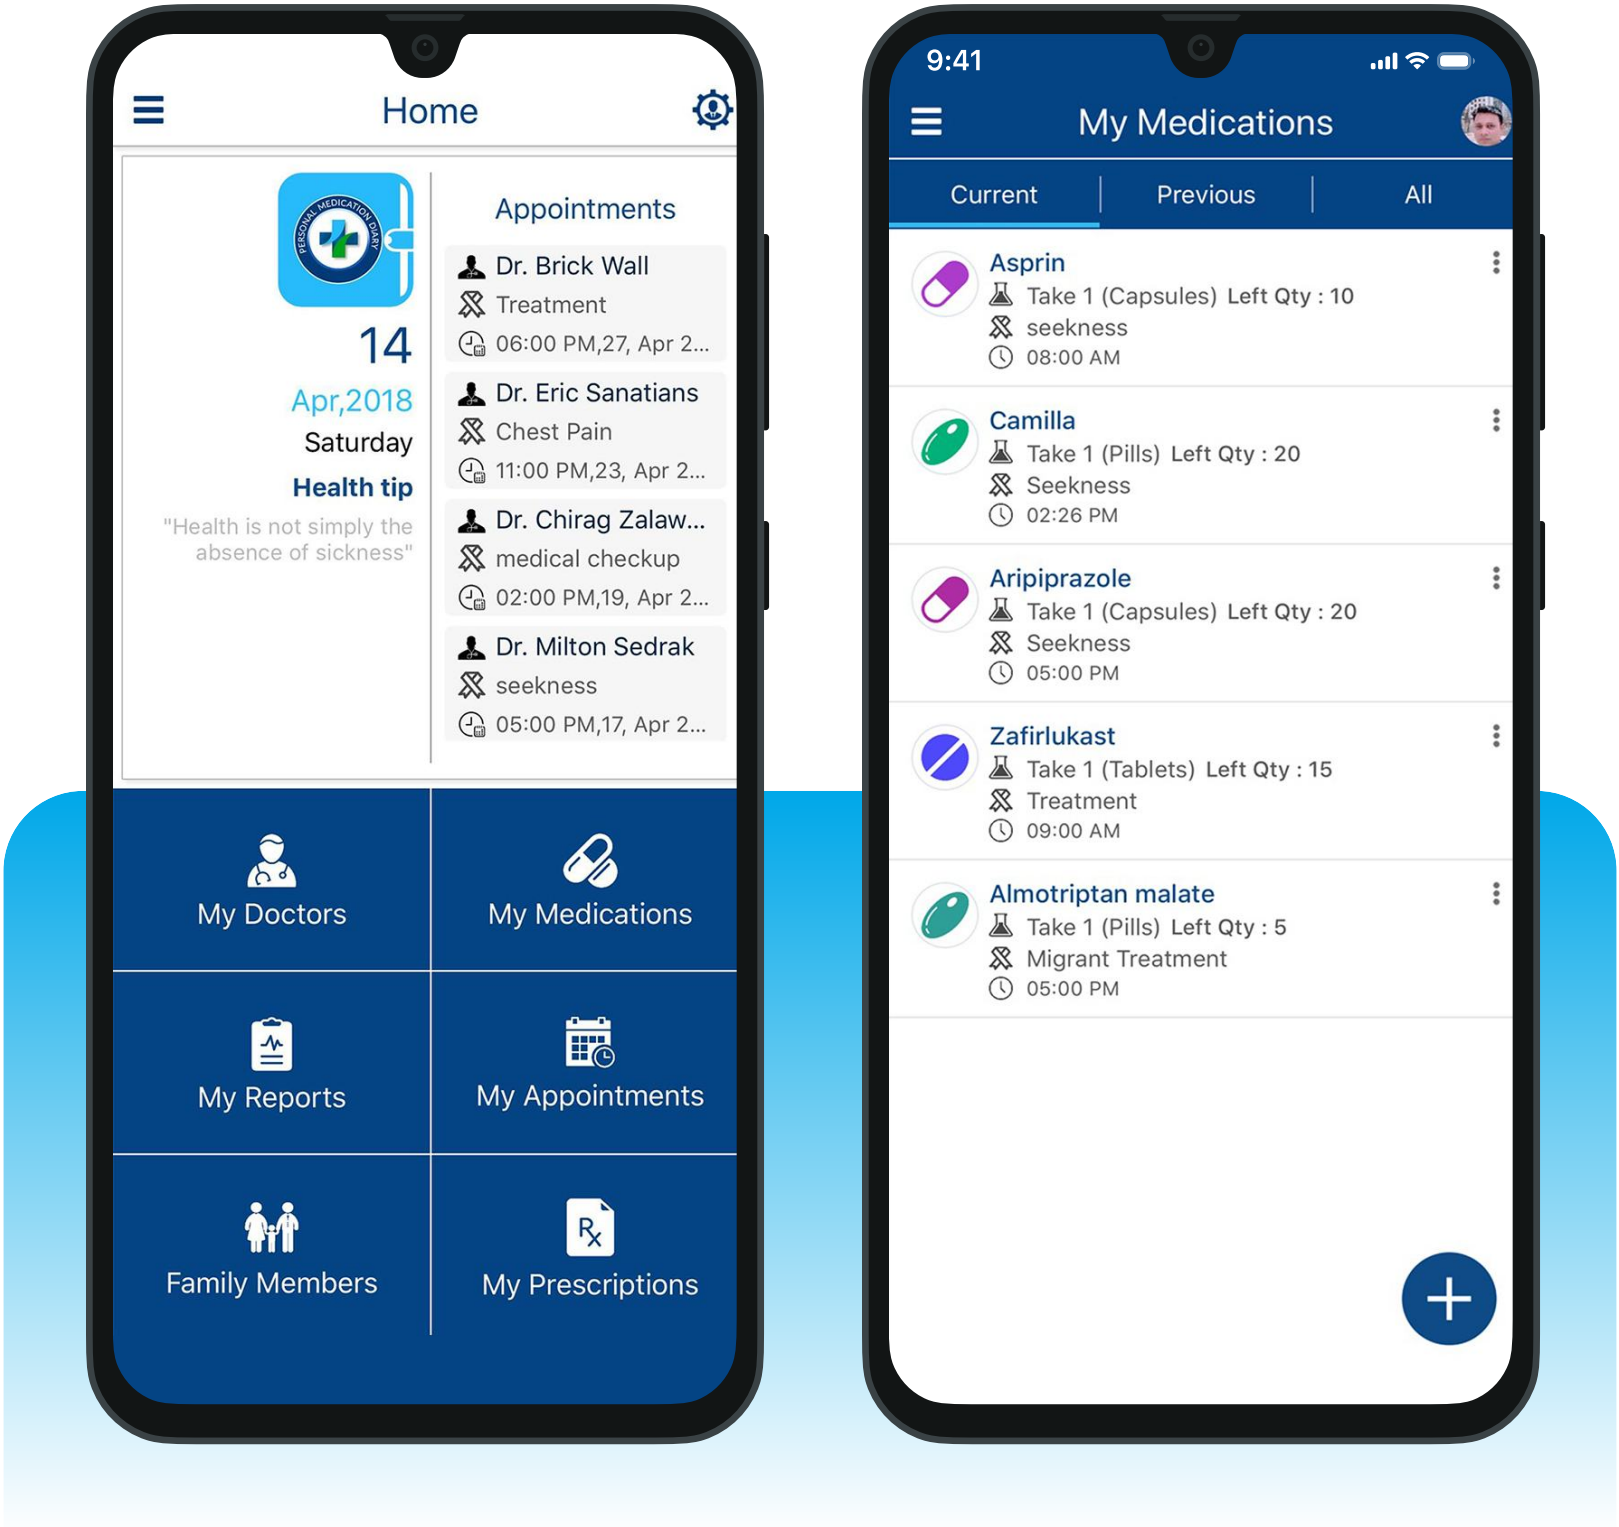 Home
PERSONAL MEDICATION DIARY
14
Apr,2018
Saturday
Health tip
"Health is not simply the
absence of sickness"
Appointments
Dr. Brick Wall
Treatment
06:00 PM,27, Apr 2...
Dr. Eric Sanatians
Chest Pain
11:00 PM,23, Apr 2...
Dr. Chirag Zalaw...
medical checkup
02:00 PM,19, Apr 2...
Dr. Milton Sedrak
seekness
05:00 PM,17, Apr 2...
My Doctors
My Medications
My Reports
My Appointments
Family Members
Rx
My Prescriptions
9:41
My Medications
Current
Previous
All
Asprin
Take 1 (Capsules) Left Qty : 10
seekness
08:00 AM
Camilla
Take 1 (Pills) Left Qty : 20
Seekness
02:26 PM
Aripiprazole
Take 1 (Capsules) Left Qty : 20
Seekness
05:00 PM
Zafirlukast
Take 1 (Tablets) Left Qty : 15
Treatment
09:00 AM
Almotriptan malate
Take 1 (Pills) Left Qty : 5
Migrant Treatment
05:00 PM